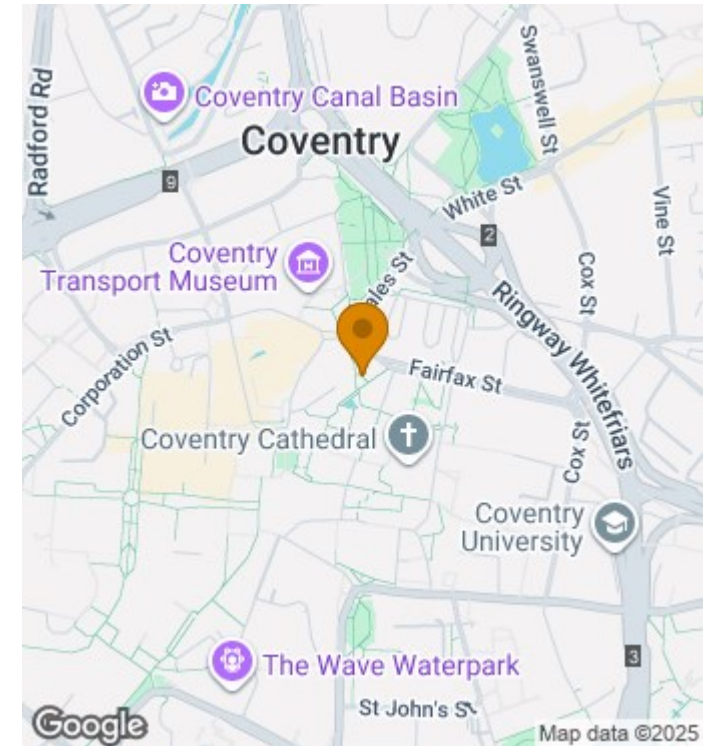 Radford Rd
Coventry Canal Basin
Coventry
Swanswell St
White St
Vine St
9
2
Coventry
Transport Museum
ales St
Cox St
Ringway Whitefriars
Corporation St
Fairfax St
Coventry Cathedral
Cox St
Coventry
University
The Wave Waterpark
3
St John's St
Google
Map data ©2025